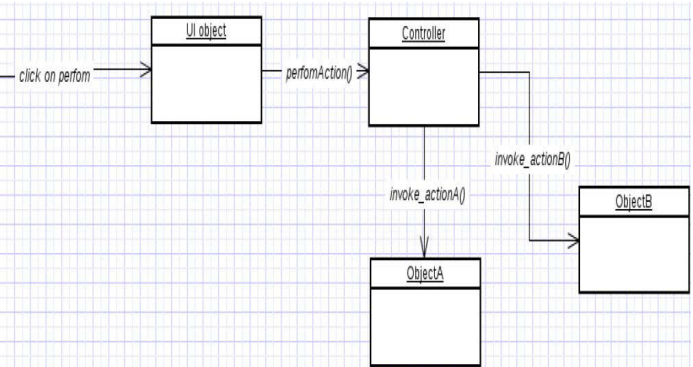 UI object
Controller
click on perfom
perfomAction()
invoke_actionB()
invoke_actionA()
ObjectB
ObjectA